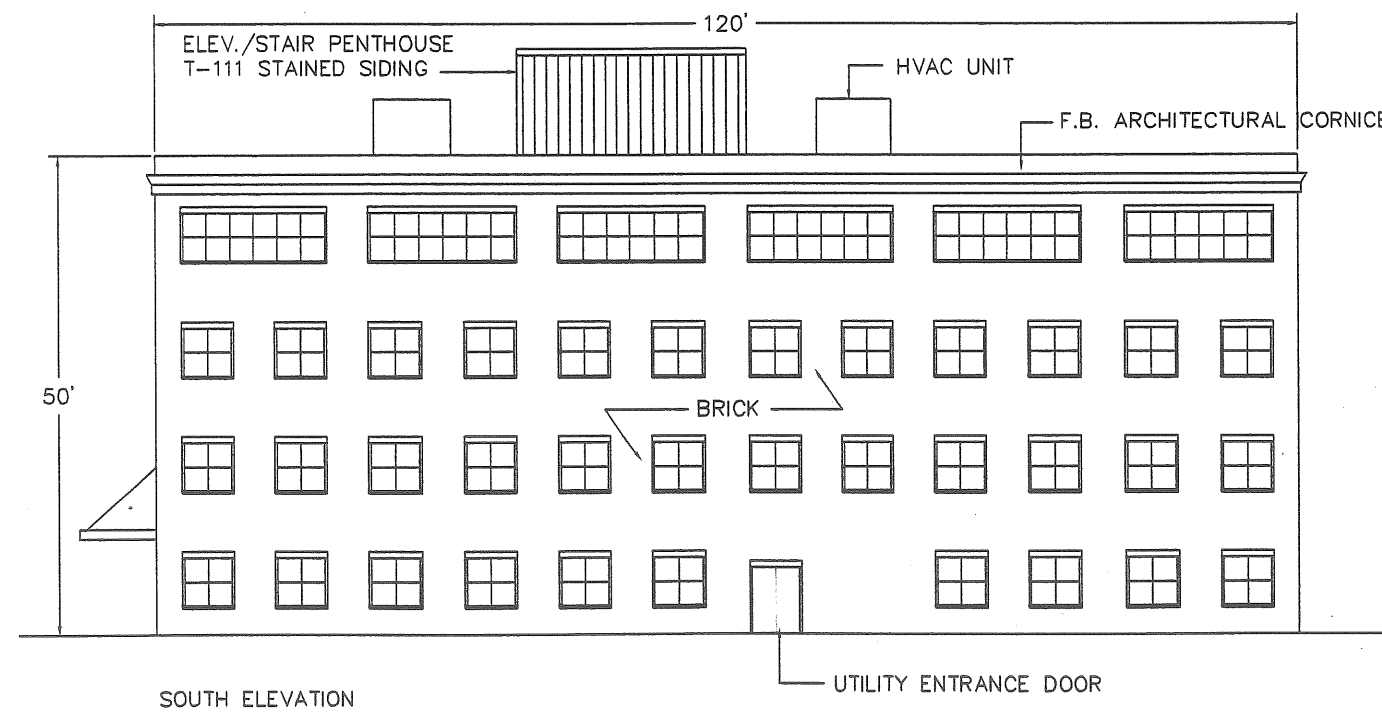 120'
ELEV./STAIR PENTHOUSE
T-111 STAINED SIDING
HVAC UNIT
F.B. ARCHITECTURAL CORNICE
50'
BRICK
UTILITY ENTRANCE DOOR
SOUTH ELEVATION